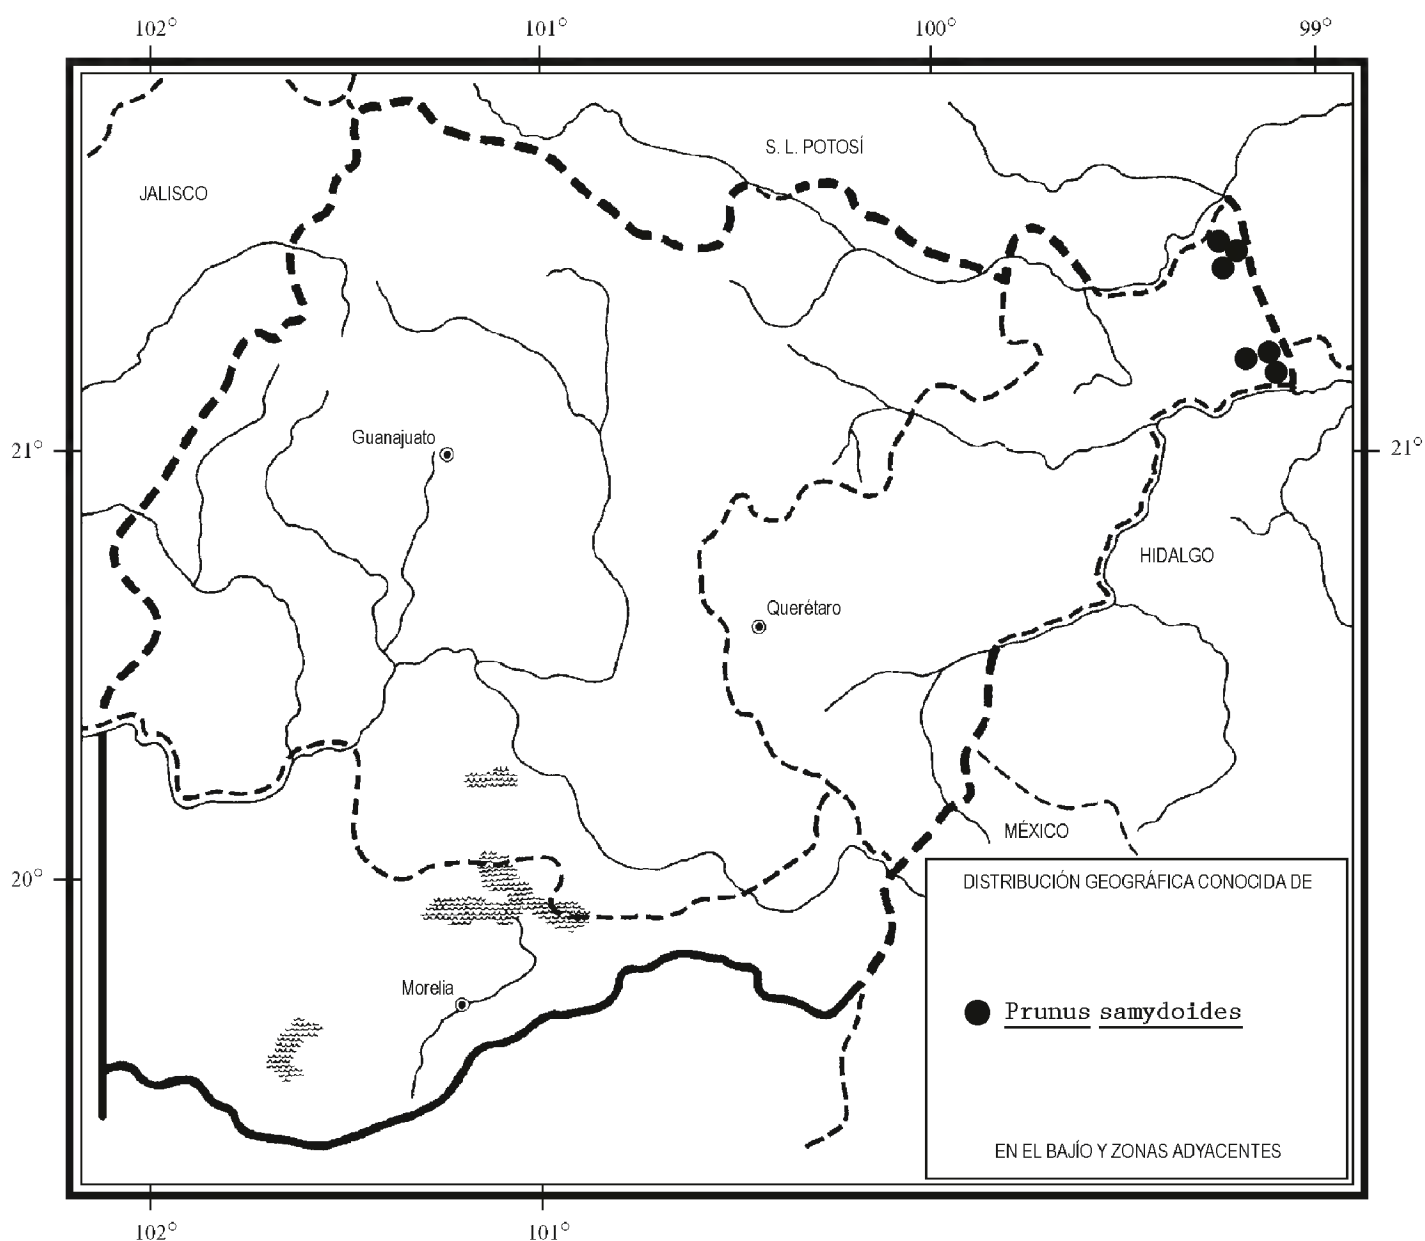 102° 101° 100° 99°
S. L. POTOSÍ
JALISCO
Guanajuato
21° 21°
HIDALGO
Querétaro
MÉXICO
20°
DISTRIBUCIÓN GEOGRÁFICA CONOCIDA DE
Morelia
Prunus samydoides
EN EL BAJÍO Y ZONAS ADYACENTES
102° 101°